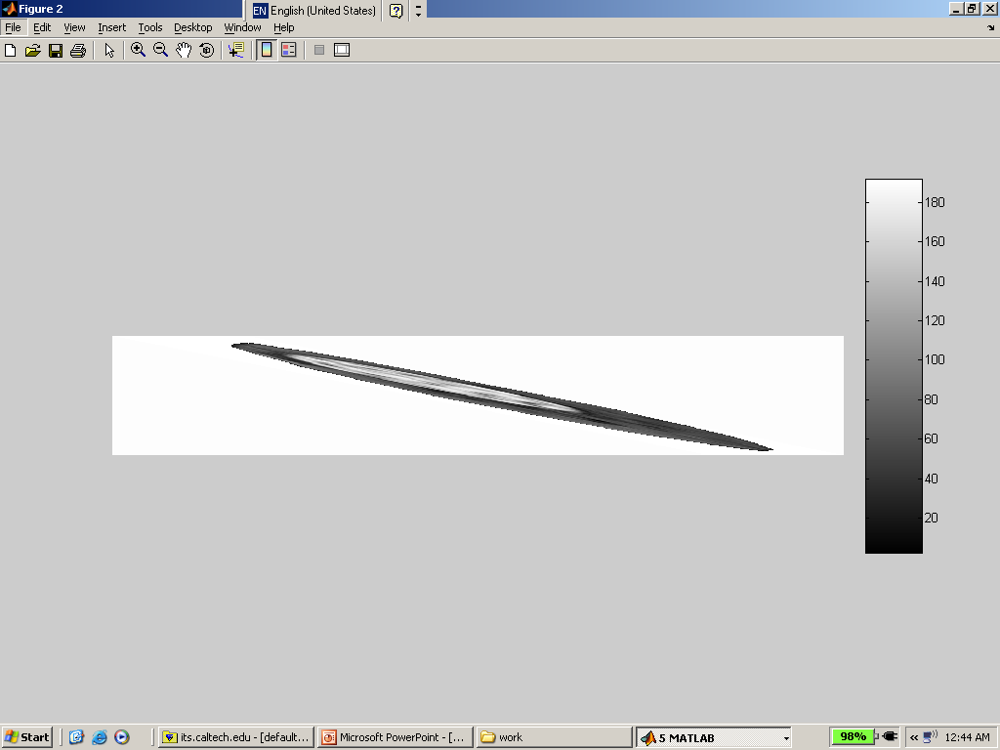 Figure 2
EN English (United States)
File Edit View Insert Tools Desktop Window Help
180
160
140
120
100
80
60
40
20
Start
its.caltech.edu - [default...
Microsoft PowerPoint - [...
work
5 MATLAB
98%
12:44 AM